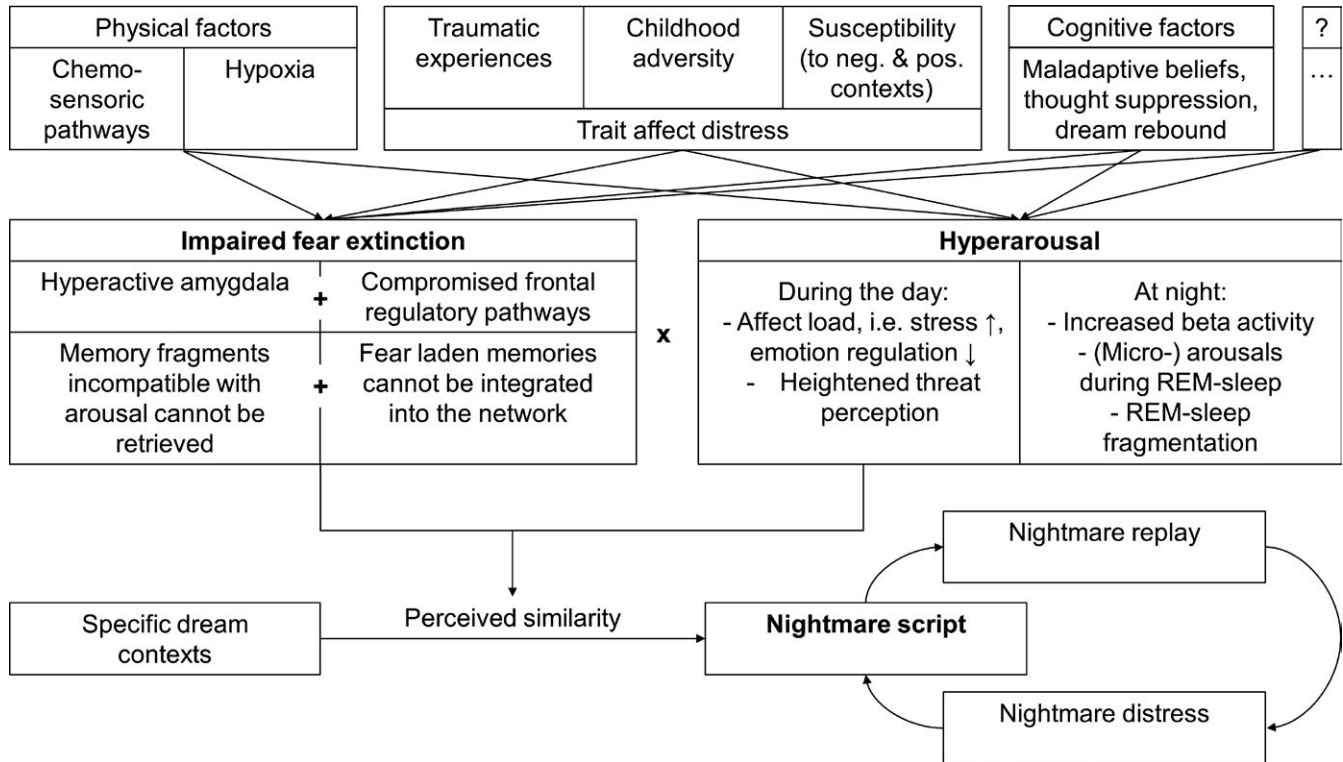 Physical factors
Chemo-
sensoric
pathways
Hypoxia
Traumatic
experiences
Childhood
adversity
Susceptibility
(to neg. & pos.
contexts)
Trait affect distress
Cognitive factors
Maladaptive beliefs,
thought suppression,
dream rebound
?
…
Impaired fear extinction
Hyperactive amygdala
+
Compromised frontal
regulatory pathways
Memory fragments
incompatible with
arousal cannot be
retrieved
+
Fear laden memories
cannot be integrated
into the network
x
Hyperarousal
During the day:
- Affect load, i.e. stress ↑,
emotion regulation ↓
- Heightened threat
perception
At night:
- Increased beta activity
- (Micro-) arousals
during REM-sleep
- REM-sleep
fragmentation
Specific dream
contexts
Perceived similarity
Nightmare script
Nightmare replay
Nightmare distress